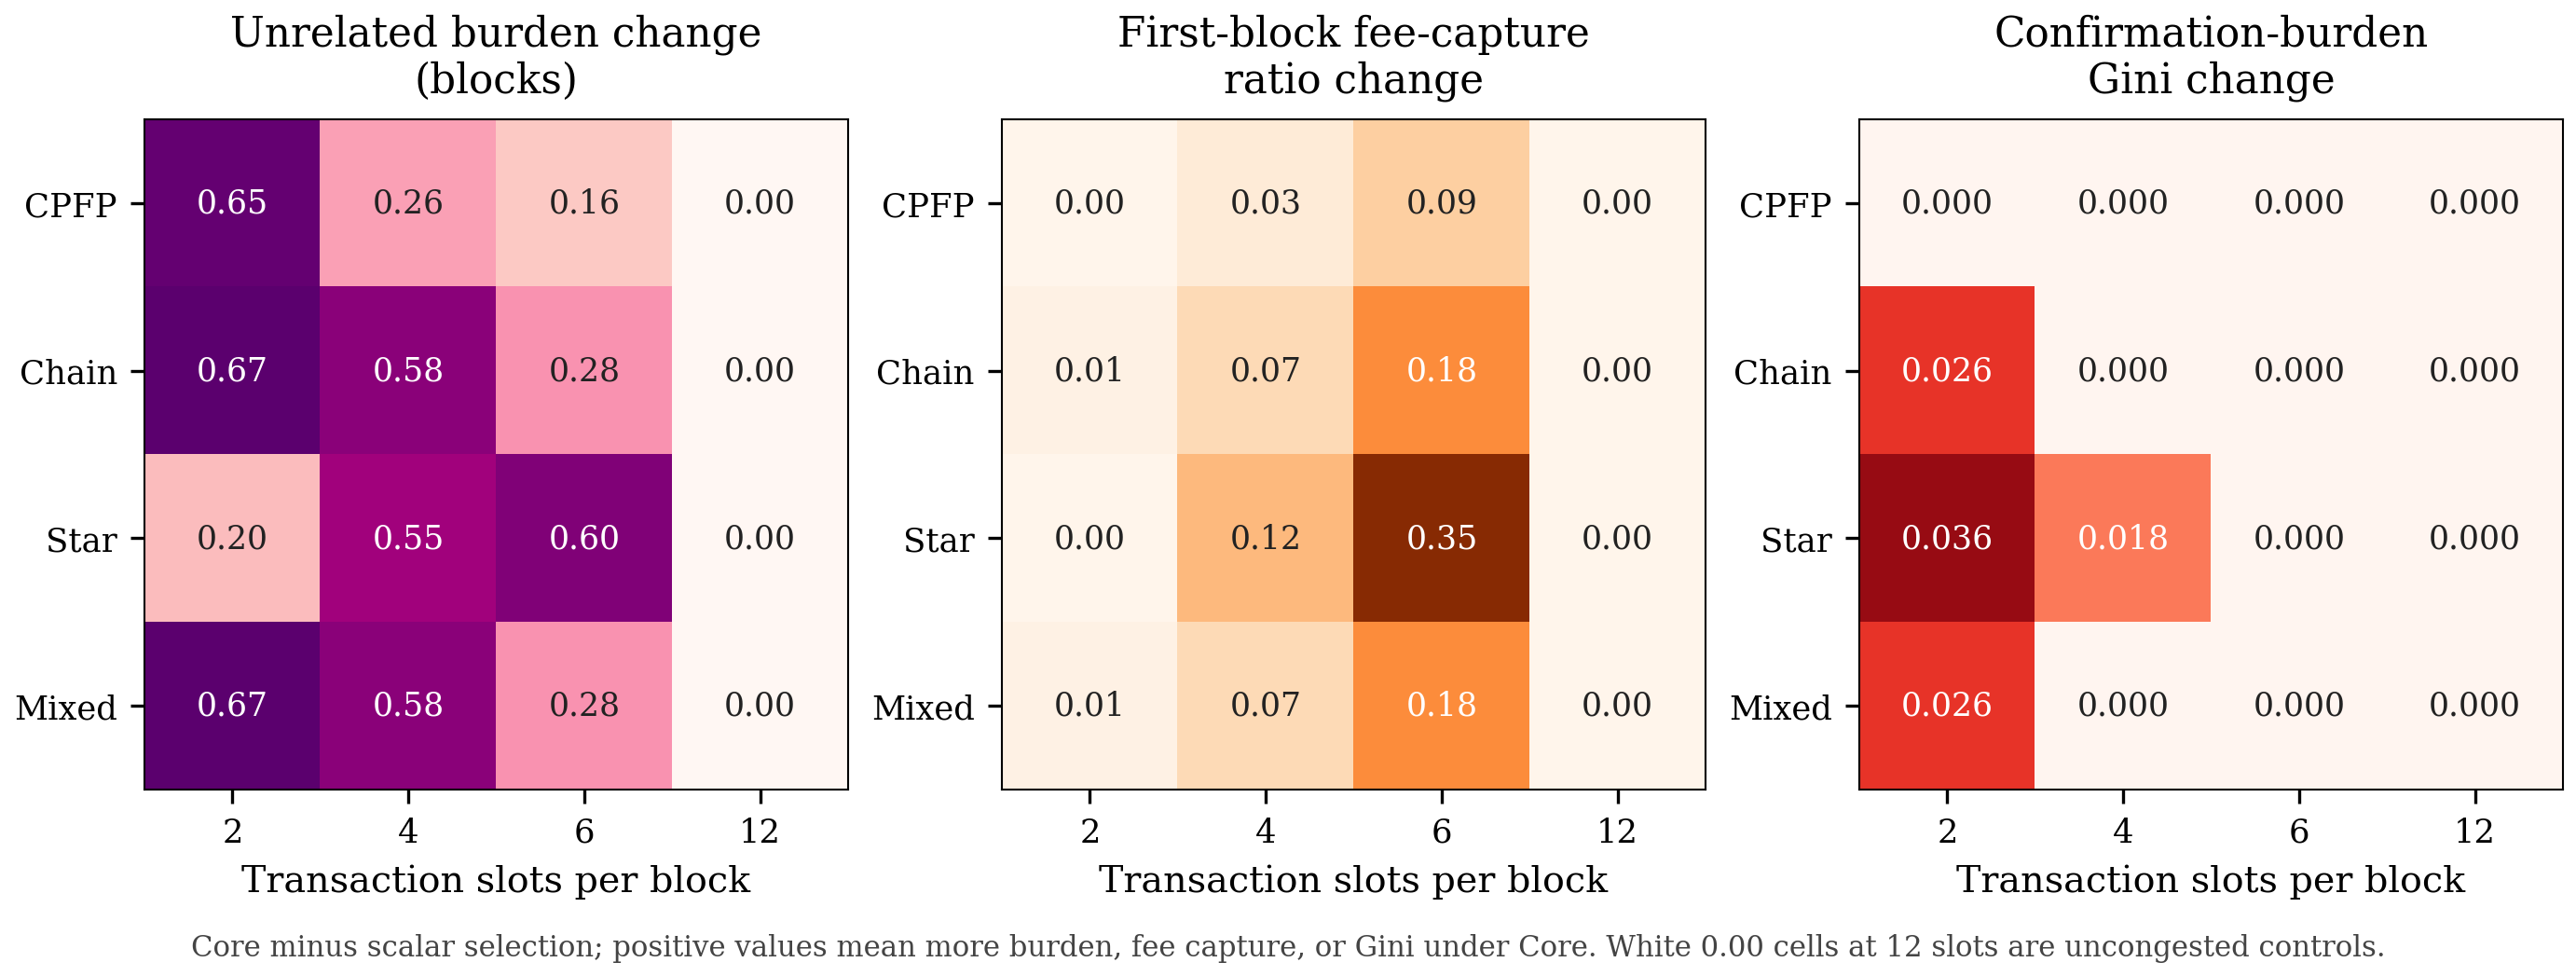 Unrelated burden change
(blocks)
CPFP 0.65 0.26 0.16 0.00
Chain 0.67 0.58 0.28 0.00
Star 0.20 0.55 0.60 0.00
Mixed 0.67 0.58 0.28 0.00
2 4 6 12
Transaction slots per block
First-block fee-capture
ratio change
CPFP 0.00 0.03 0.09 0.00
Chain 0.01 0.07 0.18 0.00
Star 0.00 0.12 0.35 0.00
Mixed 0.01 0.07 0.18 0.00
2 4 6 12
Transaction slots per block
Confirmation-burden
Gini change
CPFP 0.000 0.000 0.000 0.000
Chain 0.026 0.000 0.000 0.000
Star 0.036 0.018 0.000 0.000
Mixed 0.026 0.000 0.000 0.000
2 4 6 12
Transaction slots per block
Core minus scalar selection; positive values mean more burden, fee capture, or Gini under Core. White 0.00 cells at 12 slots are uncongested controls.